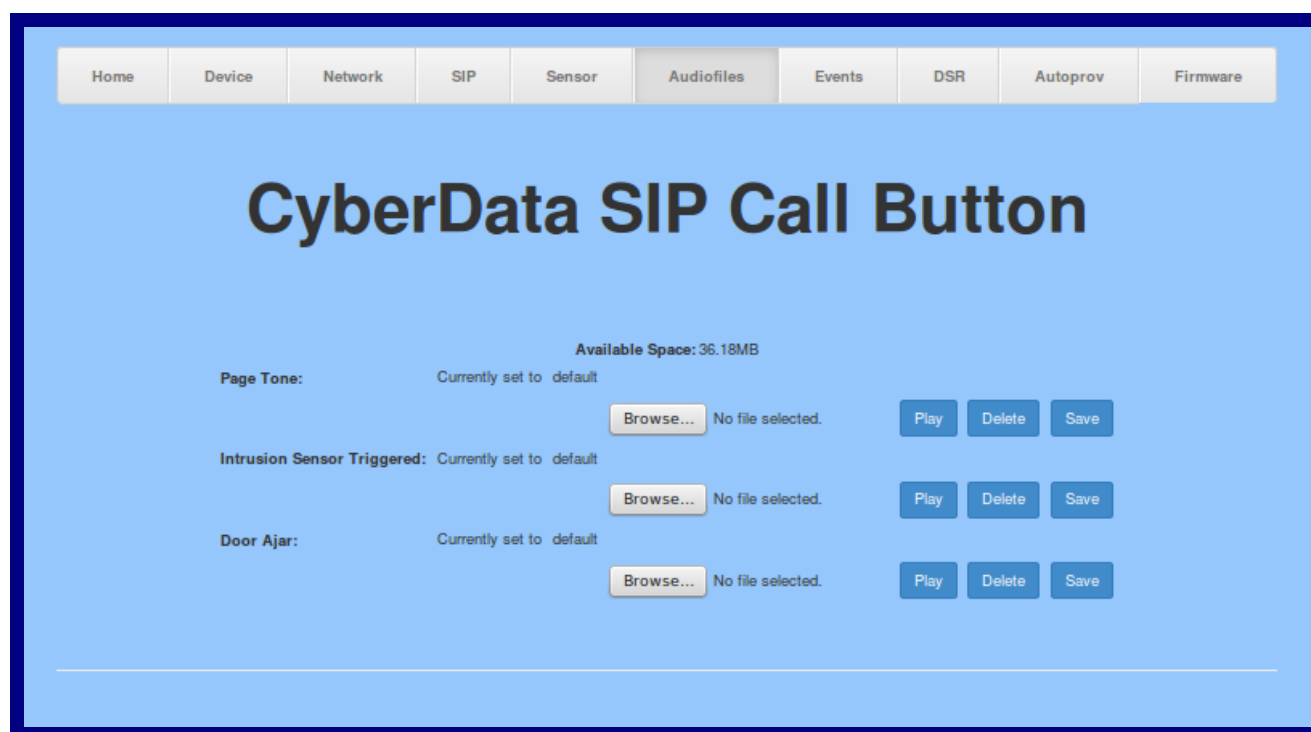 Home Device Network SIP Sensor Audiofiles Events DSR Autoprov Firmware
CyberData SIP Call Button
Available Space: 36.18MB
Page Tone: Currently set to default
Browse... No file selected. Play Delete Save
Intrusion Sensor Triggered: Currently set to default
Browse... No file selected. Play Delete Save
Door Ajar: Currently set to default
Browse... No file selected. Play Delete Save